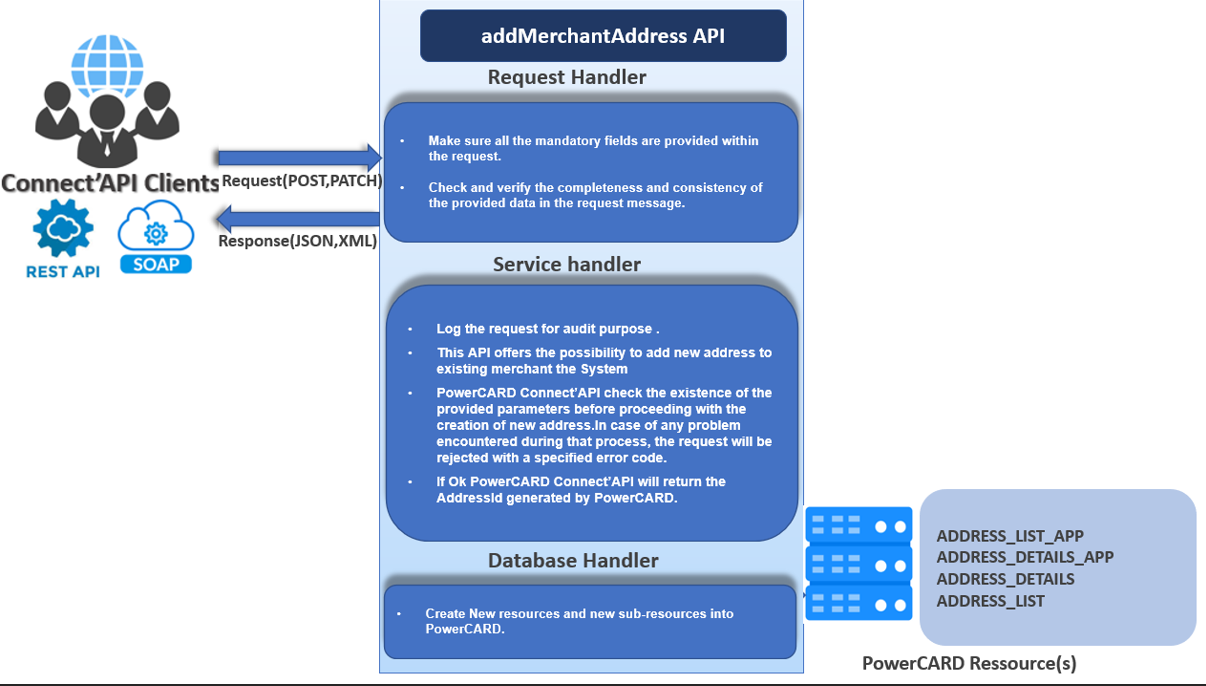 addMerchantAddress API
Request Handler
• Make sure all the mandatory fields are provided within
the request.
• Check and verify the completeness and consistency of
the provided data in the request message.
Connect'API Clients
Request(POST,PATCH)
Response(JSON,XML)
REST API
SOAP
Service handler
• Log the request for audit purpose .
• This API offers the possibility to add new address to
existing merchant the System
• PowerCARD Connect'API check the existence of the
provided parameters before proceeding with the
creation of new address.In case of any problem
encountered during that process, the request will be
rejected with a specified error code.
• If Ok PowerCARD Connect'API will return the
AddressId generated by PowerCARD.
Database Handler
• Create New resources and new sub-resources into
PowerCARD.
ADDRESS_LIST_APP
ADDRESS_DETAILS_APP
ADDRESS_DETAILS
ADDRESS_LIST
PowerCARD Ressource(s)